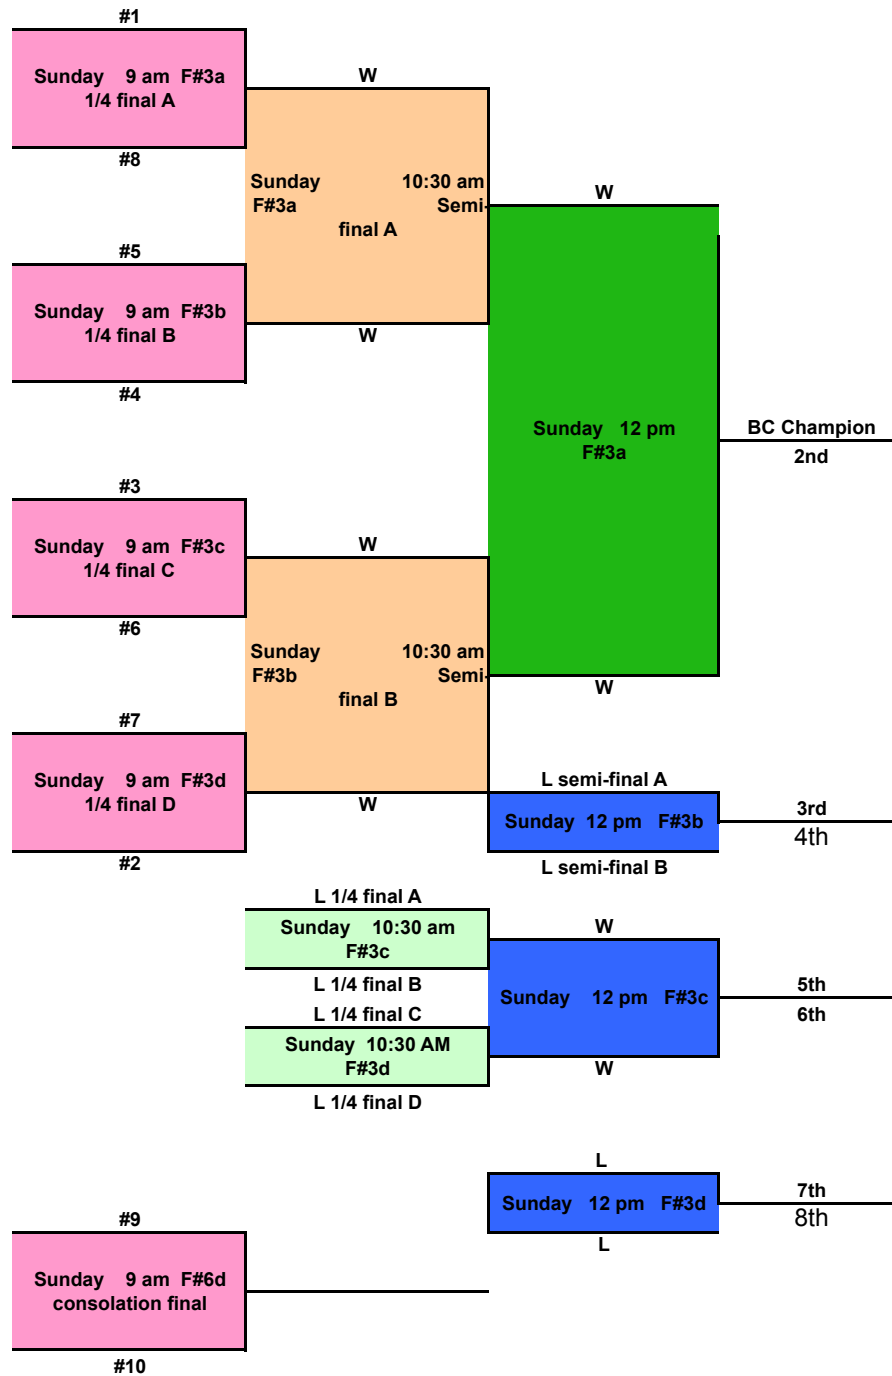 #1
Sunday 9 am F#3a
1/4 final A
#8
W
Sunday 10:30 am
F#3a Semi-
final A
W
#5
Sunday 9 am F#3b
1/4 final B
#4
W
Sunday 12 pm
F#3a
W
BC Champion
2nd
#3
Sunday 9 am F#3c
1/4 final C
#6
W
Sunday 10:30 am
F#3b Semi-
final B
W
#7
Sunday 9 am F#3d
1/4 final D
#2
L semi-final A
Sunday 12 pm F#3b
L semi-final B
3rd
4th
L 1/4 final A
Sunday 10:30 am
F#3c
L 1/4 final B
L 1/4 final C
Sunday 10:30 AM
F#3d
L 1/4 final D
W
Sunday 12 pm F#3c
W
5th
6th
L
Sunday 12 pm F#3d
L
7th
8th
#9
Sunday 9 am F#6d
consolation final
#10